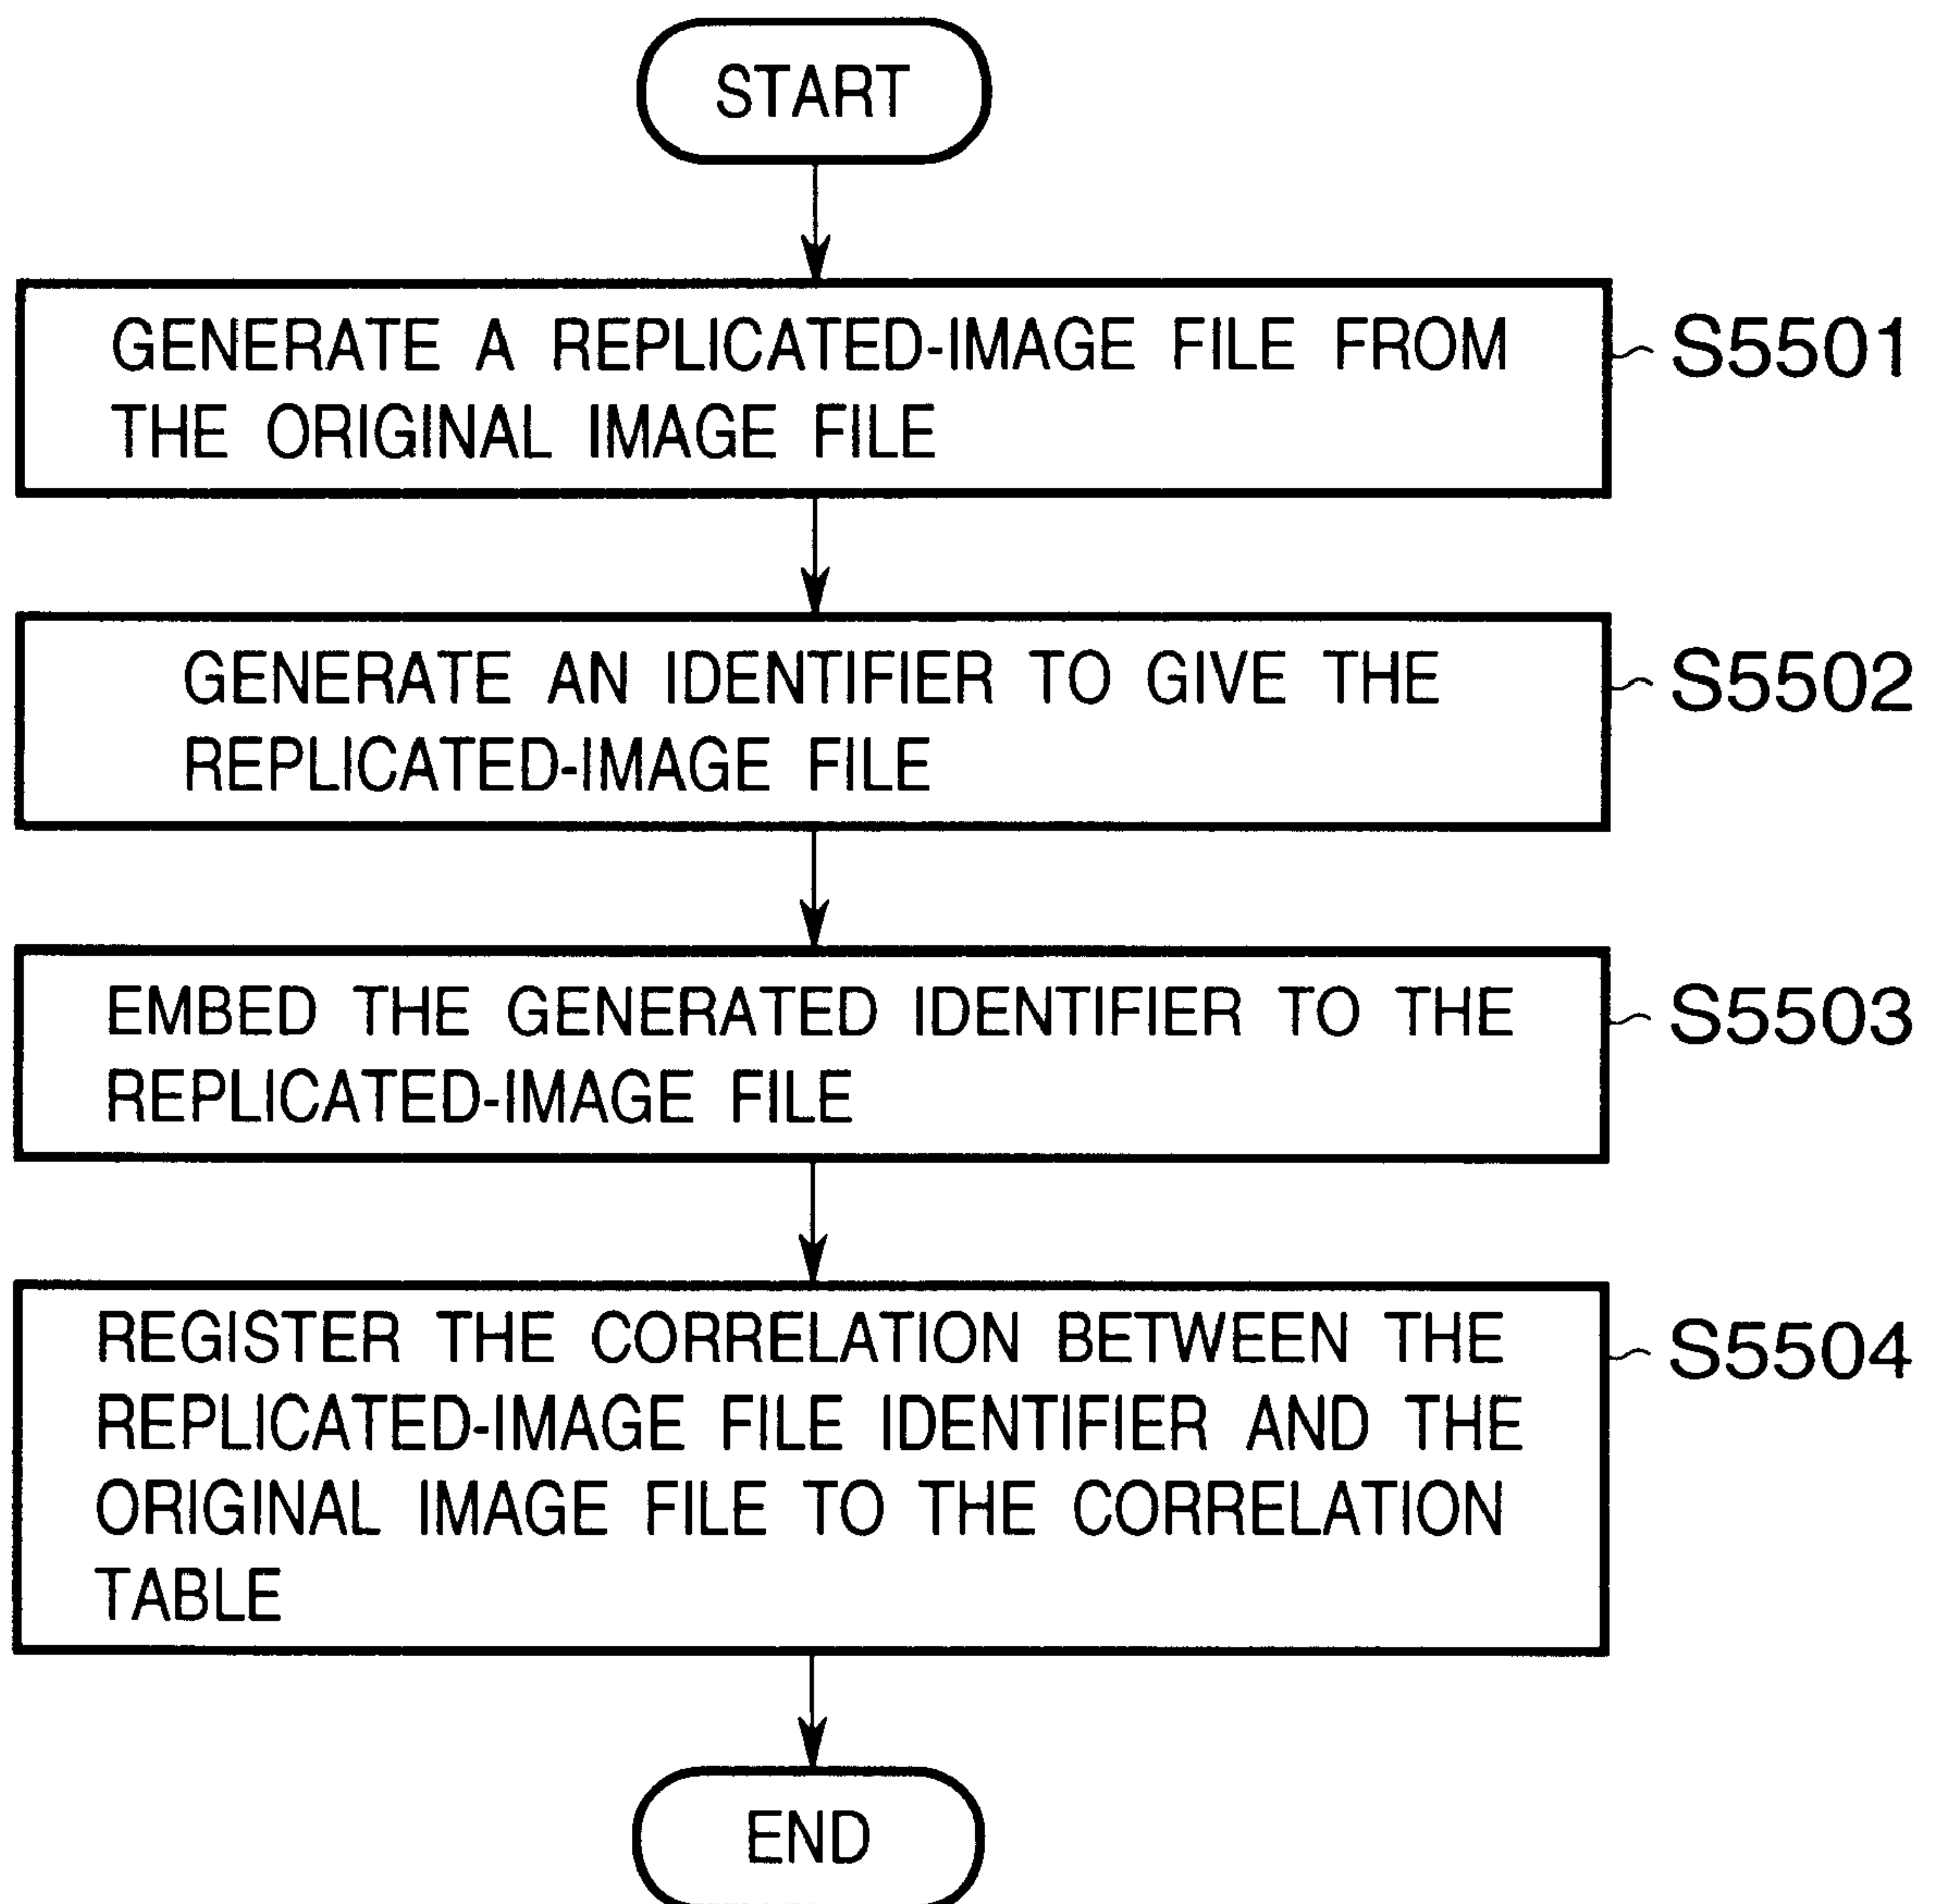 START
GENERATE A REPLICATED-IMAGE FILE FROM
THE ORIGINAL IMAGE FILE
S5501
GENERATE AN IDENTIFIER TO GIVE THE
REPLICATED-IMAGE FILE
S5502
EMBED THE GENERATED IDENTIFIER TO THE
REPLICATED-IMAGE FILE
S5503
REGISTER THE CORRELATION BETWEEN THE
REPLICATED-IMAGE FILE IDENTIFIER AND THE
ORIGINAL IMAGE FILE TO THE CORRELATION
TABLE
S5504
END